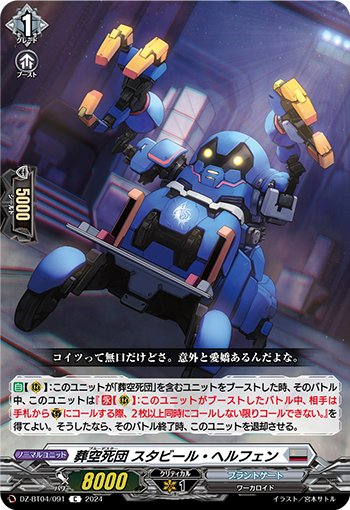 1
グレード
ブースト
5000
シールド
コイツって無口だけどさ。意外と愛嬌あるんだよな。
自【(R)】:このユニットが「葬空死団」を含むユニットをブーストした時、そのバトル
中、このユニットは『永【(R)】:このユニットがブーストしたバトル中、相手は
手札から(G)にコールする際、2枚以上同時にコールしない限りコールできない。』を
得てよい。そうしたなら、そのバトル終了時、このユニットを退却させる。
ノーマルユニット
葬空死団 スタビール・ヘルフェン
パワー
8000
クリティカル
1
ブラントゲート
ワーカロイド
DZ-BT04/091 C 2024
イラスト/宮本サトル